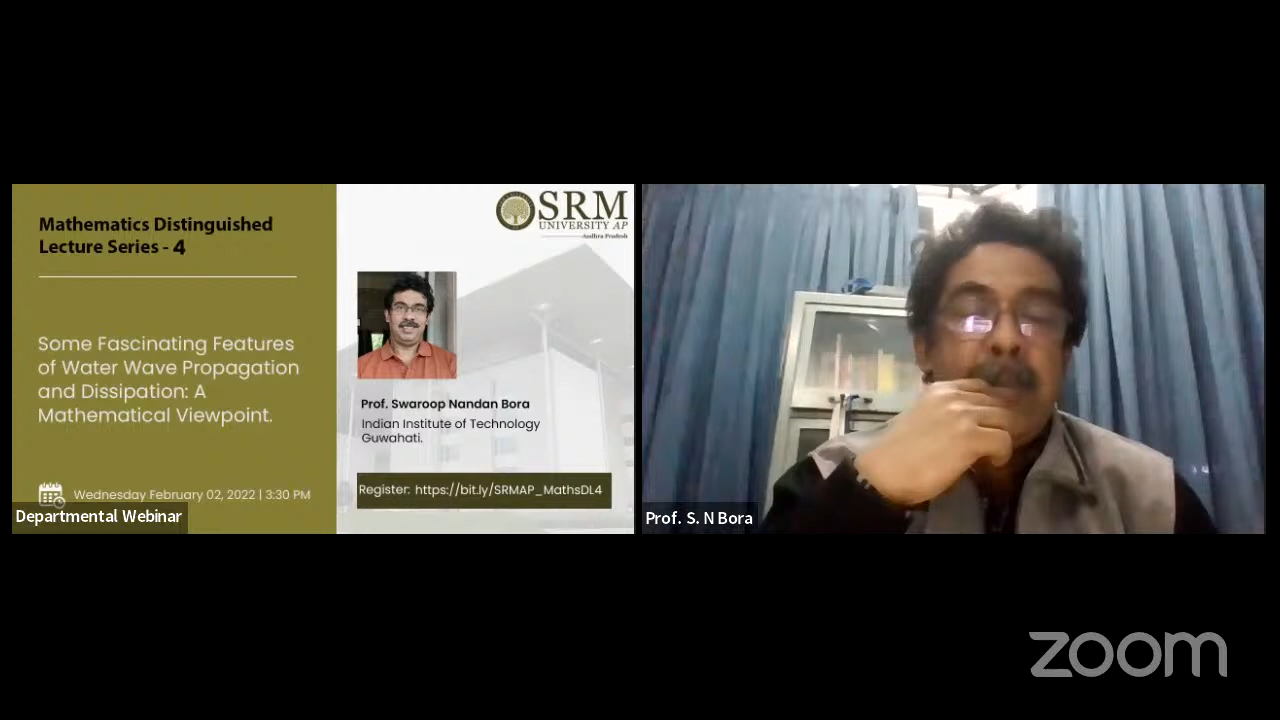 Mathematics Distinguished
Lecture Series - 4
Some Fascinating Features
of Water Wave Propagation
and Dissipation: A
Mathematical Viewpoint.
Wednesday February 02, 2022 | 3:30 PM
Departmental Webinar
SRM
UNIVERSITY AP
Andhra Pradesh
Prof. Swaroop Nandan Bora
Indian Institute of Technology
Guwahati.
Register: https://bit.ly/SRMAP_MathsDL4
Prof. S. N Bora
zoom